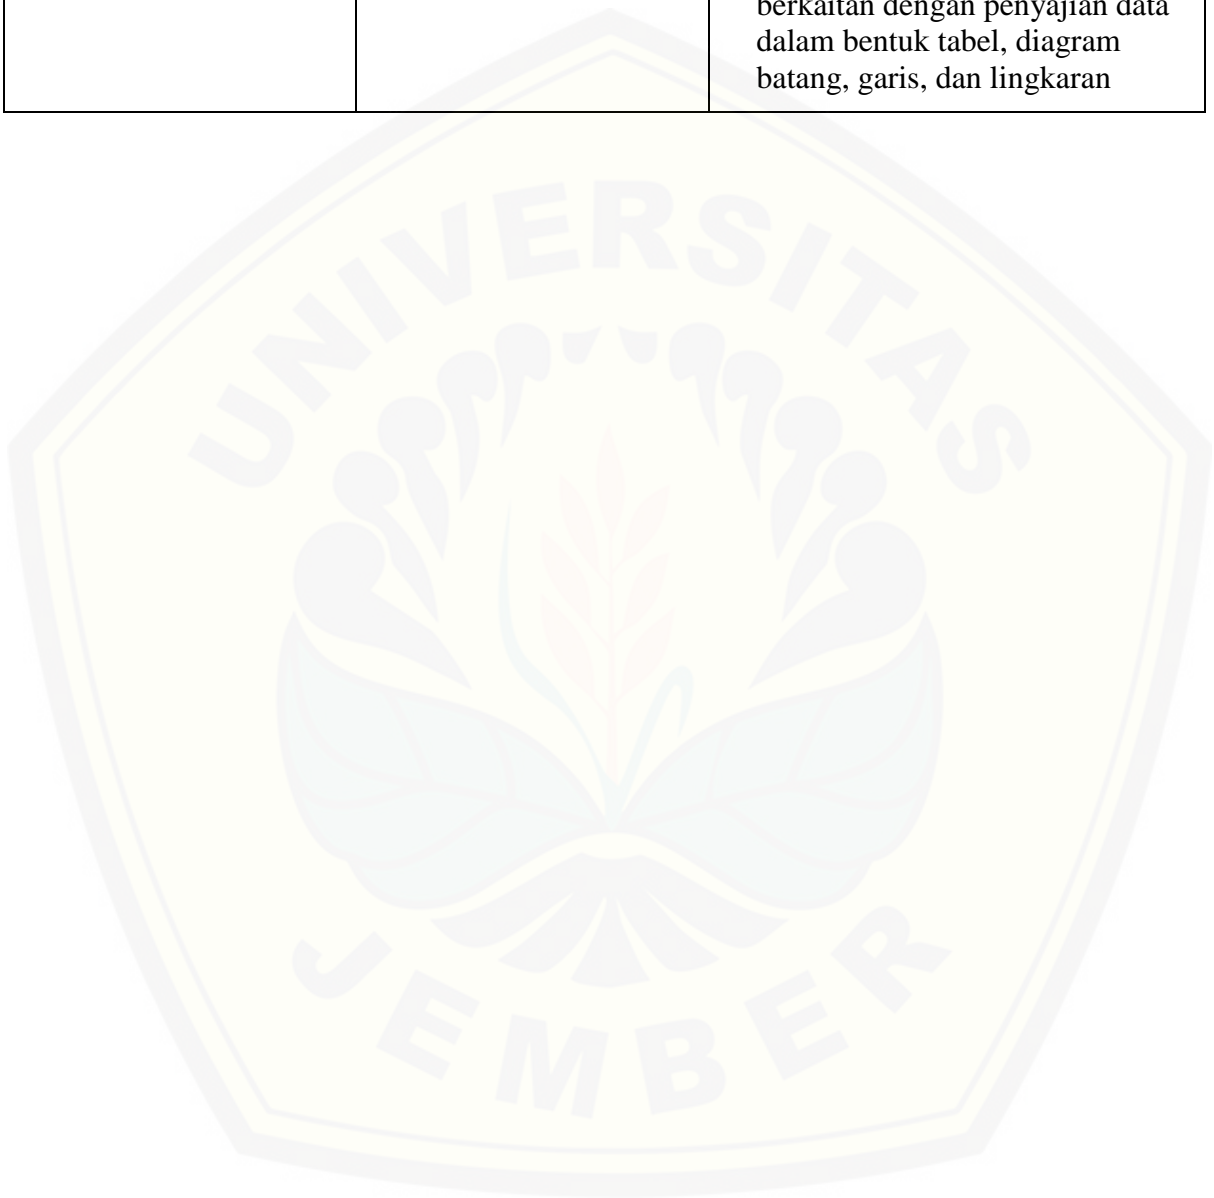 berkaitan dengan penyajian data
dalam bentuk tabel, diagram
batang, garis, dan lingkaran
UNIVERSITAS
JEMBER